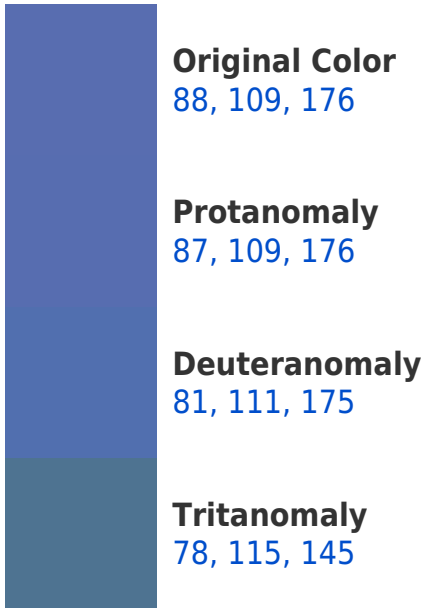 Original Color
88, 109, 176
Protanomaly
87, 109, 176
Deuteranomaly
81, 111, 175
Tritanomaly
78, 115, 145